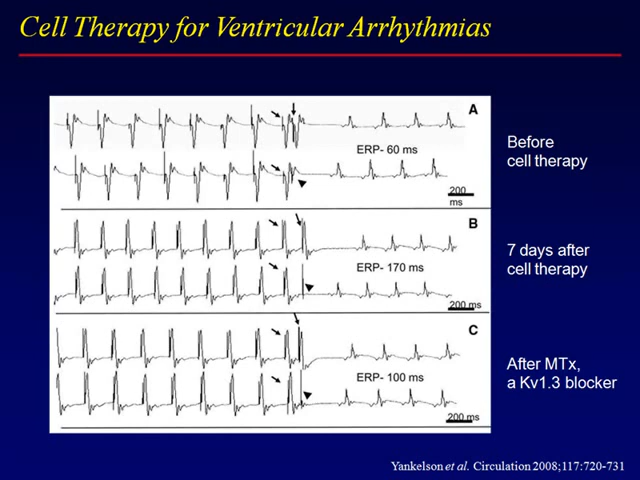 Cell Therapy for Ventricular Arrhythmias
A
ERP- 60 ms
200
ms
Before
cell therapy
B
ERP- 170 ms
200 ms
7 days after
cell therapy
C
ERP- 100 ms
200 ms
After MTx,
a Kv1.3 blocker
Yankelson et al. Circulation 2008;117:720-731